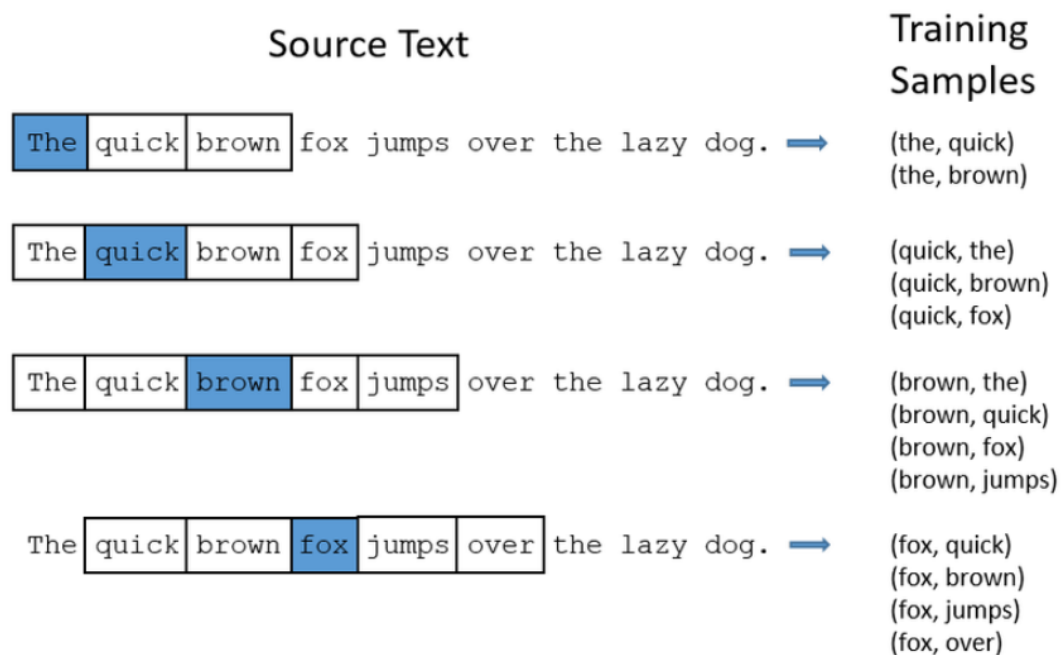 Source Text
Training
Samples
The quick brown fox jumps over the lazy dog.
(the, quick)
(the, brown)
The quick brown fox jumps over the lazy dog.
(quick, the)
(quick, brown)
(quick, fox)
The quick brown fox jumps over the lazy dog.
(brown, the)
(brown, quick)
(brown, fox)
(brown, jumps)
The quick brown fox jumps over the lazy dog.
(fox, quick)
(fox, brown)
(fox, jumps)
(fox, over)